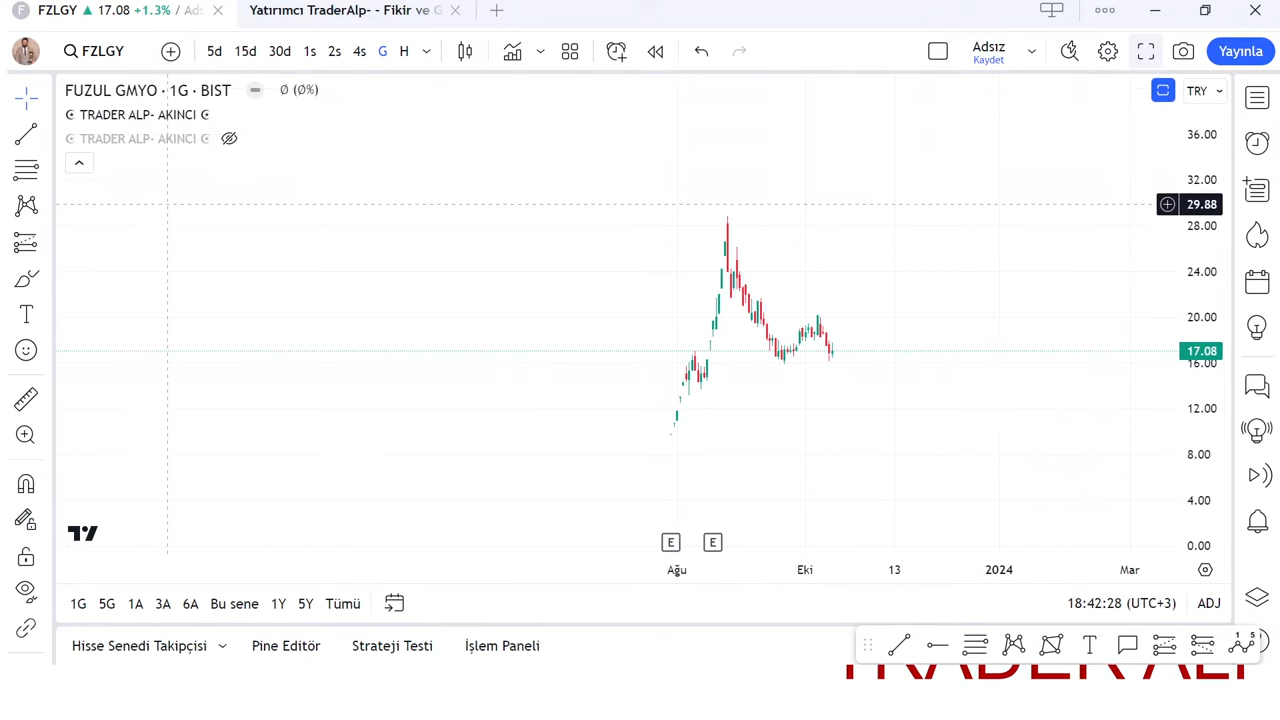 FZLGY ▲ 17.08 +1.3% / Ads
Yatırımcı TraderAlp- - Fikir ve G
FZLGY
5d 15d 30d 1s 2s 4s G H
Adsız
Kaydet
Yayınla
FUZUL GMYO · 1G · BIST
Ø (Ø%)
TRY
☪ TRADER ALP- AKINCI ☪
☪ TRADER ALP- AKINCI ☪
36.00
32.00
29.88
28.00
24.00
20.00
17.08
16.00
12.00
8.00
4.00
0.00
E E
Ağu Eki 13 2024 Mar
1G 5G 1A 3A 6A Bu sene 1Y 5Y Tümü
18:42:28 (UTC+3) ADJ
Hisse Senedi Takipçisi Pine Editör Strateji Testi İşlem Paneli
TRADER ALP